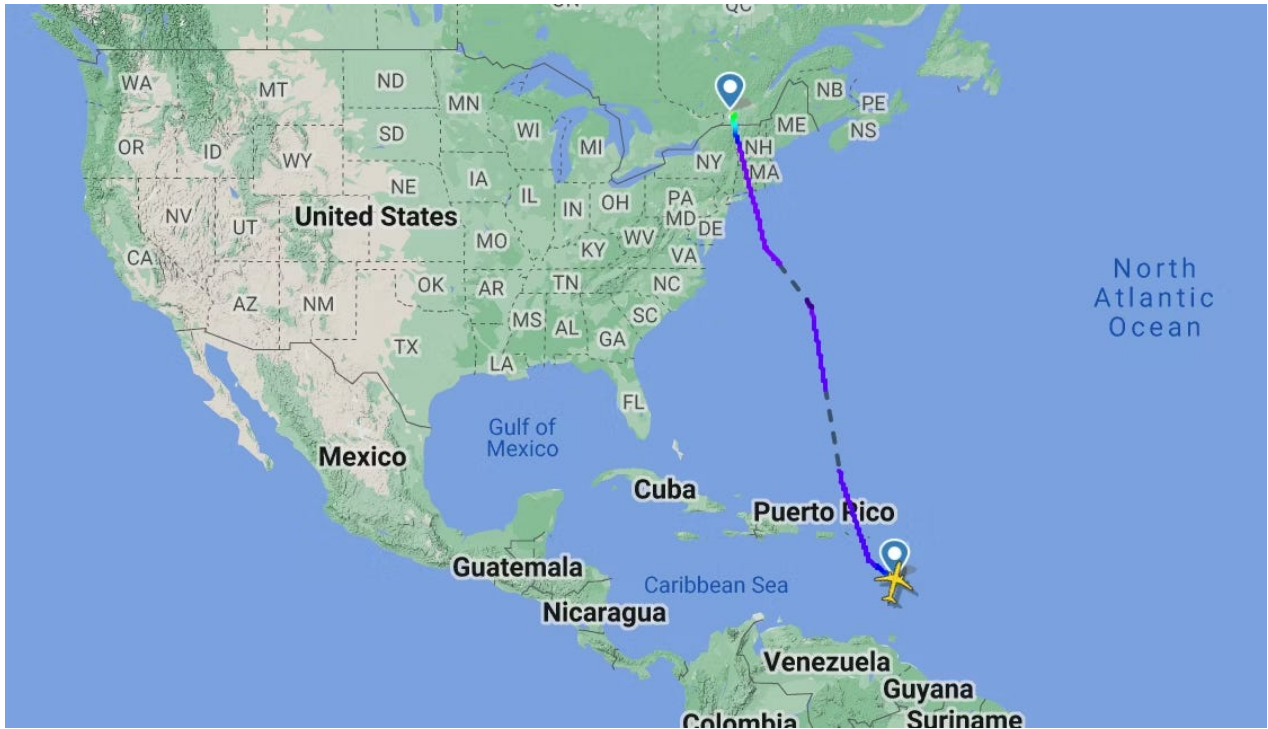 QC
WA
MT
ND
MN
NB
PE
OR
ID
SD
WI
MI
ME
NS
WY
NY
NH
MA
NE
IA
IL
IN
OH
PA
MD
DE
NV
UT
United States
MO
KY
WV
VA
CA
AZ
NM
OK
AR
TN
NC
MS
AL
GA
SC
TX
LA
FL
North
Atlantic
Ocean
Gulf of
Mexico
Mexico
Cuba
Puerto Rico
Guatemala
Caribbean Sea
Nicaragua
Venezuela
Guyana
Colombia
Suriname